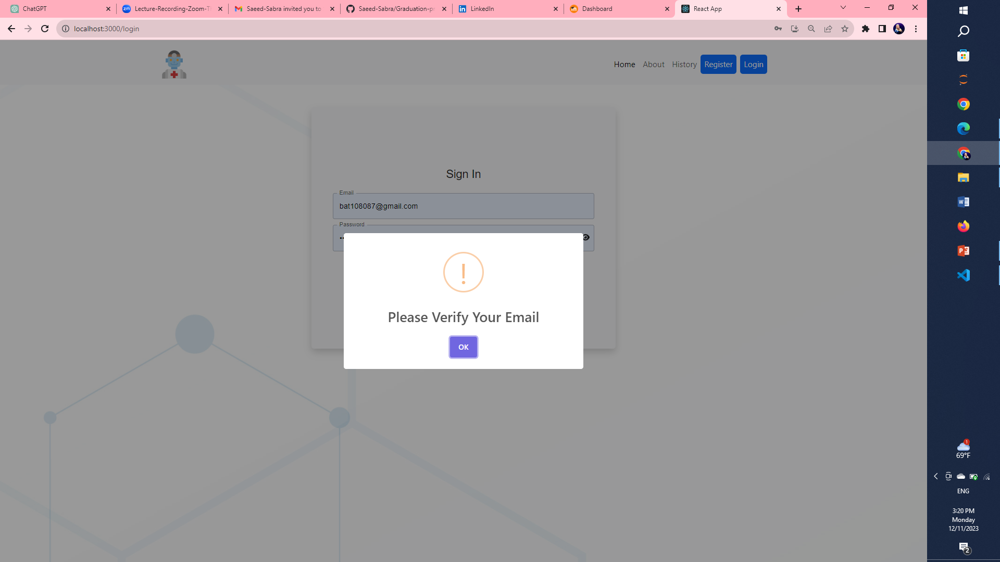 ChatGPT
Lecture-Recording-Zoom-T
Saeed-Sabra invited you to
Saeed-Sabra/Graduation-pr
LinkedIn
Dashboard
React App
localhost:3000/login
Home
About
History
Register
Login
Sign In
Email
bat108087@gmail.com
Password
Please Verify Your Email
OK
1
69°F
ENG
3:20 PM
Monday
12/11/2023
2